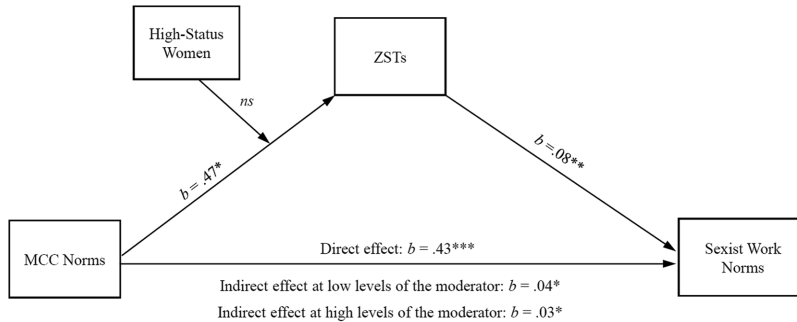 High-Status
Women
ZSTs
ns
b = .47*
b =.08**
MCC Norms
Direct effect: b = .43***
Sexist Work
Norms
Indirect effect at low levels of the moderator: b = .04*
Indirect effect at high levels of the moderator: b = .03*